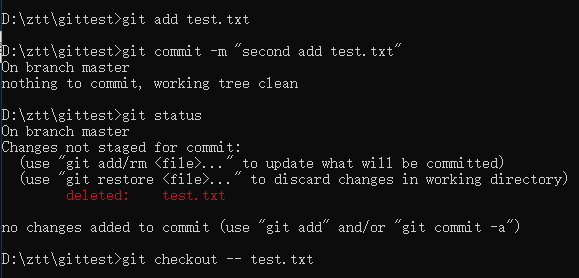 D:\ztt\gittest>git add test.txt
D:\ztt\gittest>git commit -m "second add test.txt"
On branch master
nothing to commit, working tree clean
D:\ztt\gittest>git status
On branch master
Changes not staged for commit:
  (use "git add/rm <file>..." to update what will be committed)
  (use "git restore <file>..." to discard changes in working directory)
        deleted:    test.txt
no changes added to commit (use "git add" and/or "git commit -a")
D:\ztt\gittest>git checkout -- test.txt